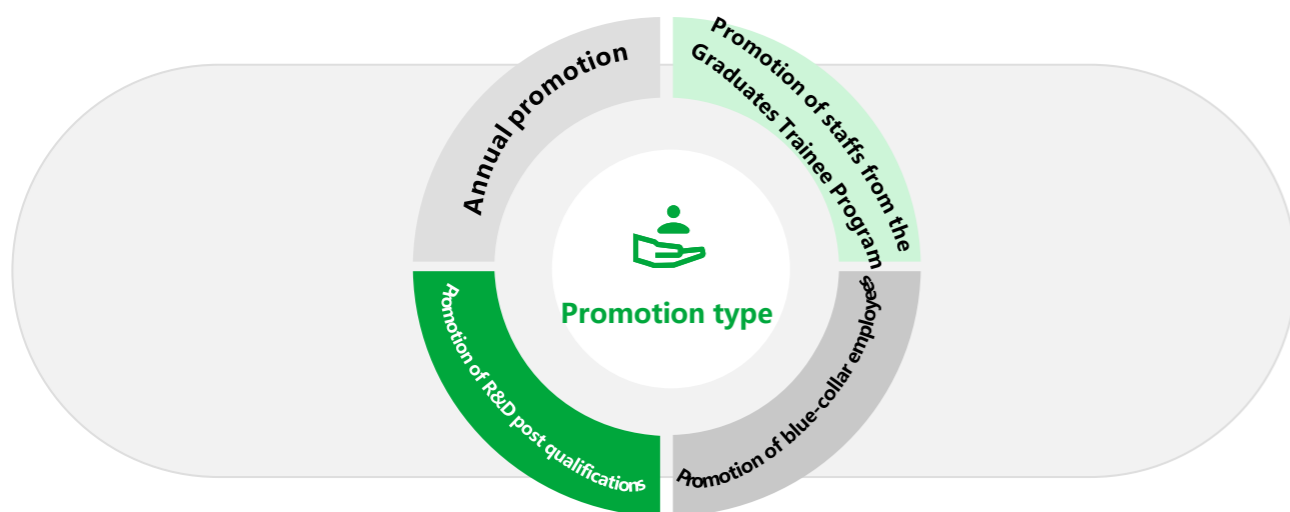 Annual promotion
Promotion of staffs from the
Graduates Trainee Program
Promotion type
Promotion of R&D post qualifications
Promotion of blue-collar employees